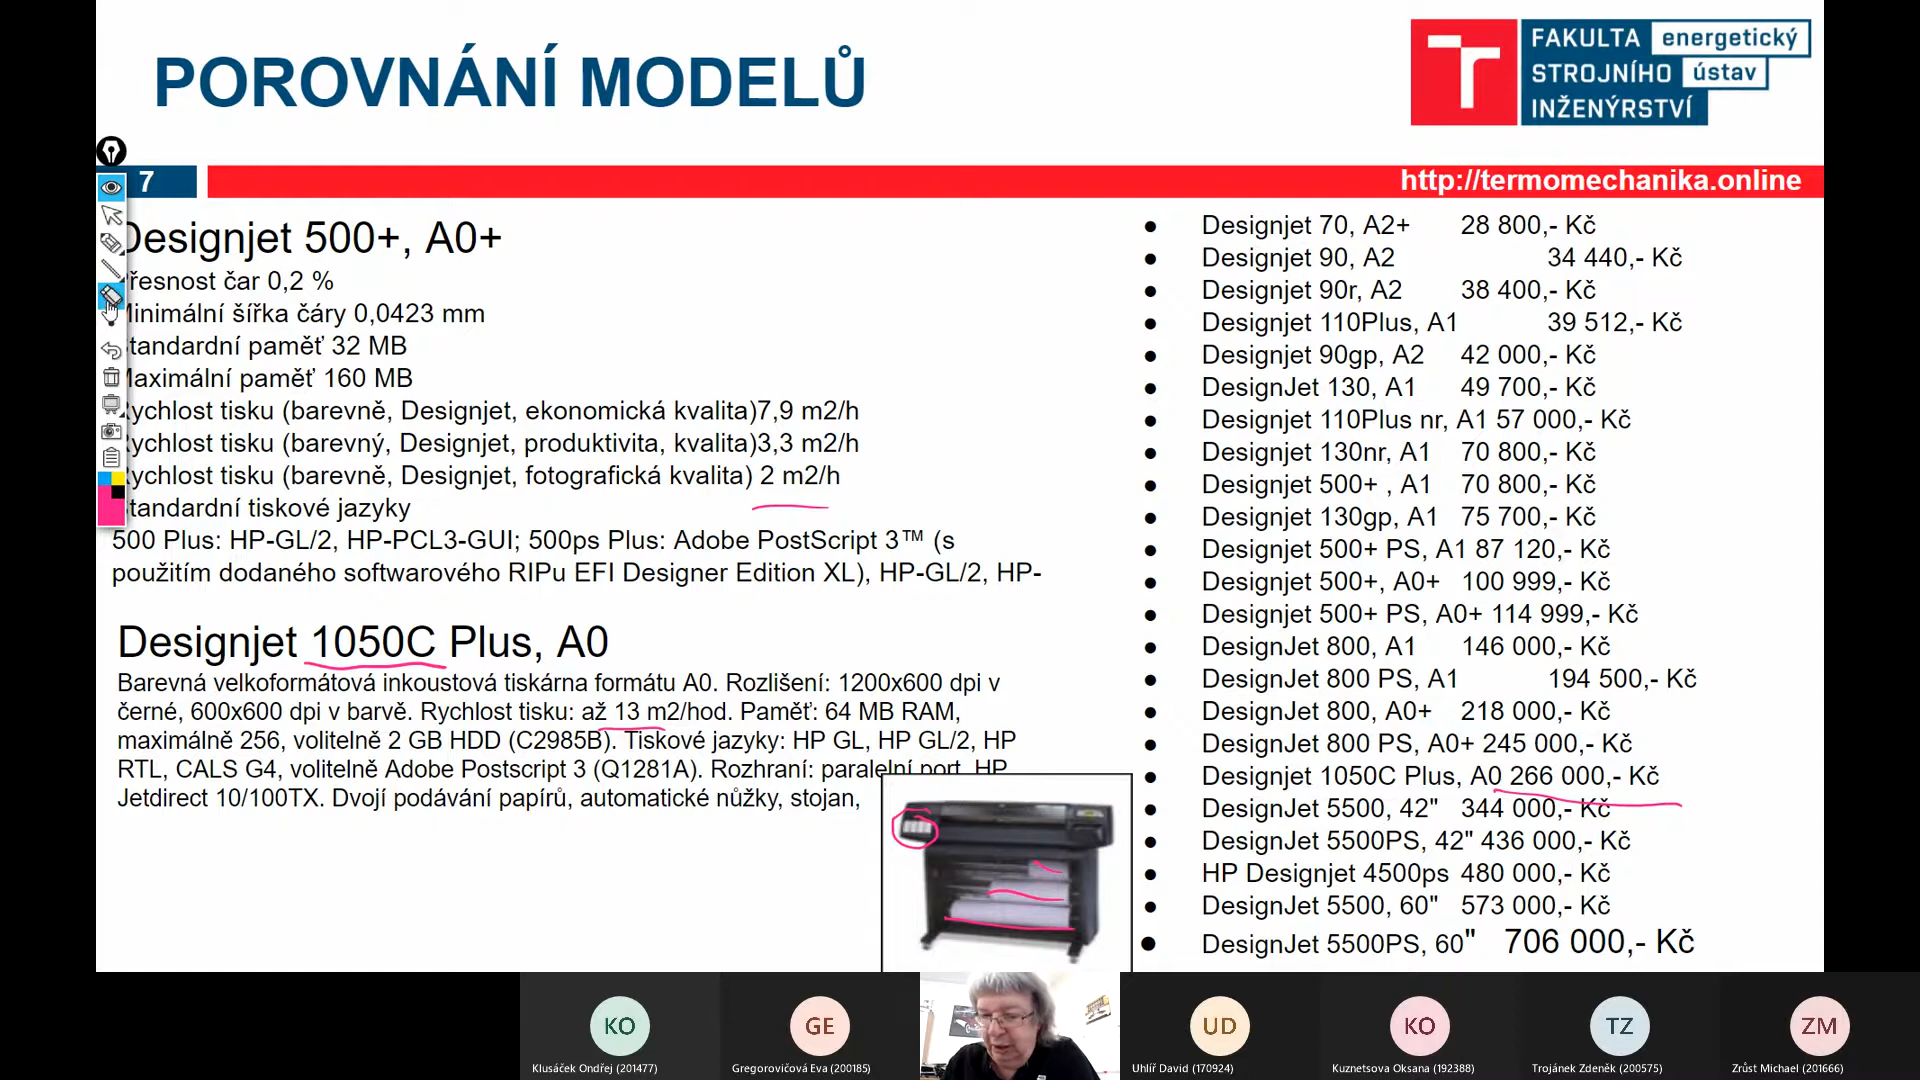 POROVNÁNÍ MODELŮ
FAKULTA energetický
STROJNÍHO ústav
INŽENÝRSTVÍ
7
http://termomechanika.online
Designjet 500+, A0+
Přesnost čar 0,2 %
Minimální šířka čáry 0,0423 mm
Standardní paměť 32 MB
Maximální paměť 160 MB
Rychlost tisku (barevně, Designjet, ekonomická kvalita)7,9 m2/h
Rychlost tisku (barevný, Designjet, produktivita, kvalita)3,3 m2/h
Rychlost tisku (barevně, Designjet, fotografická kvalita) 2 m2/h
Standardní tiskové jazyky
500 Plus: HP-GL/2, HP-PCL3-GUI; 500ps Plus: Adobe PostScript 3™ (s
použitím dodaného softwarového RIPu EFI Designer Edition XL), HP-GL/2, HP-
Designjet 1050C Plus, A0
Barevná velkoformátová inkoustová tiskárna formátu A0. Rozlišení: 1200x600 dpi v
černé, 600x600 dpi v barvě. Rychlost tisku: až 13 m2/hod. Paměť: 64 MB RAM,
maximálně 256, volitelně 2 GB HDD (C2985B). Tiskové jazyky: HP GL, HP GL/2, HP
RTL, CALS G4, volitelně Adobe Postscript 3 (Q1281A). Rozhraní: paralelní port, HP
Jetdirect 10/100TX. Dvojí podávání papírů, automatické nůžky, stojan,
• Designjet 70, A2+ 28 800,- Kč
• Designjet 90, A2 34 440,- Kč
• Designjet 90r, A2 38 400,- Kč
• Designjet 110Plus, A1 39 512,- Kč
• Designjet 90gp, A2 42 000,- Kč
• DesignJet 130, A1 49 700,- Kč
• Designjet 110Plus nr, A1 57 000,- Kč
• Designjet 130nr, A1 70 800,- Kč
• Designjet 500+ , A1 70 800,- Kč
• Designjet 130gp, A1 75 700,- Kč
• Designjet 500+ PS, A1 87 120,- Kč
• Designjet 500+, A0+ 100 999,- Kč
• Designjet 500+ PS, A0+ 114 999,- Kč
• DesignJet 800, A1 146 000,- Kč
• DesignJet 800 PS, A1 194 500,- Kč
• DesignJet 800, A0+ 218 000,- Kč
• DesignJet 800 PS, A0+ 245 000,- Kč
• Designjet 1050C Plus, A0 266 000,- Kč
• DesignJet 5500, 42" 344 000,- Kč
• DesignJet 5500PS, 42" 436 000,- Kč
• HP Designjet 4500ps 480 000,- Kč
• DesignJet 5500, 60" 573 000,- Kč
• DesignJet 5500PS, 60" 706 000,- Kč
KO
GE
UD
KO
TZ
ZM
Klusáček Ondřej (201477)
Gregorovičová Eva (200185)
Uhlíř David (170924)
Kuznetsova Oksana (192388)
Trojánek Zdeněk (200575)
Zrůst Michael (201666)